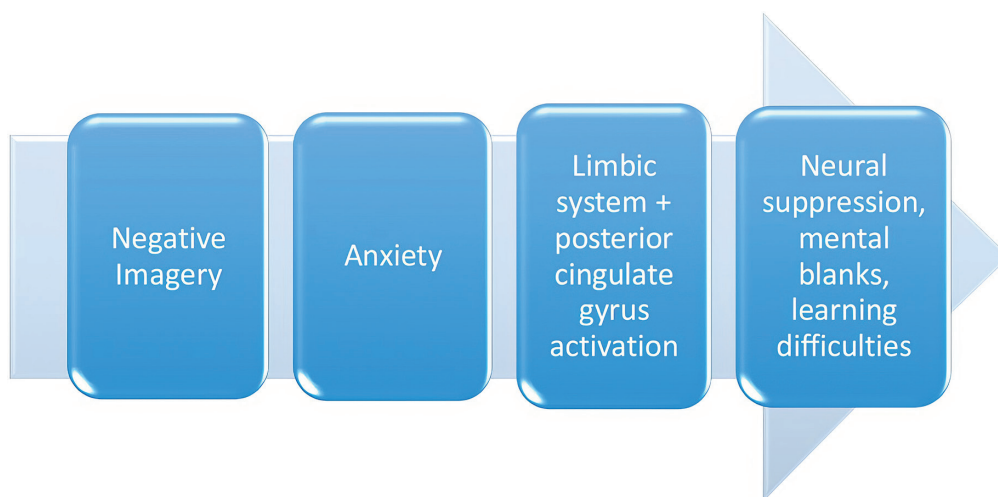 Negative
Imagery
Anxiety
Limbic
system +
posterior
cingulate
gyrus
activation
Neural
suppression,
mental
blanks,
learning
difficulties